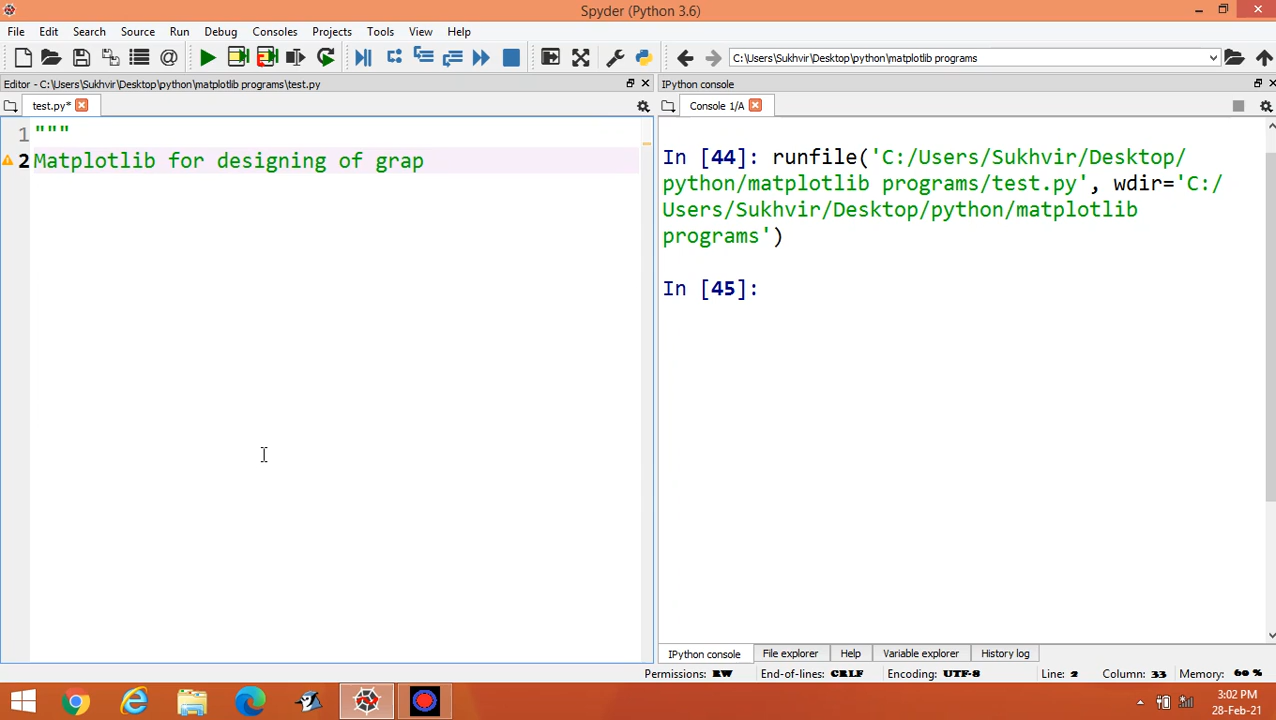 Spyder (Python 3.6)
File Edit Search Source Run Debug Consoles Projects Tools View Help
C:\Users\Sukhvir\Desktop\python\matplotlib programs
Editor - C:\Users\Sukhvir\Desktop\python\matplotlib programs\test.py
IPython console
test.py*
Console 1/A
1 """
2 Matplotlib for designing of grap
In [44]: runfile('C:/Users/Sukhvir/Desktop/
python/matplotlib programs/test.py', wdir='C:/
Users/Sukhvir/Desktop/python/matplotlib
programs')
In [45]:
IPython console File explorer Help Variable explorer History log
Permissions: RW End-of-lines: CRLF Encoding: UTF-8 Line: 2 Column: 33 Memory: 60 %
3:02 PM
28-Feb-21